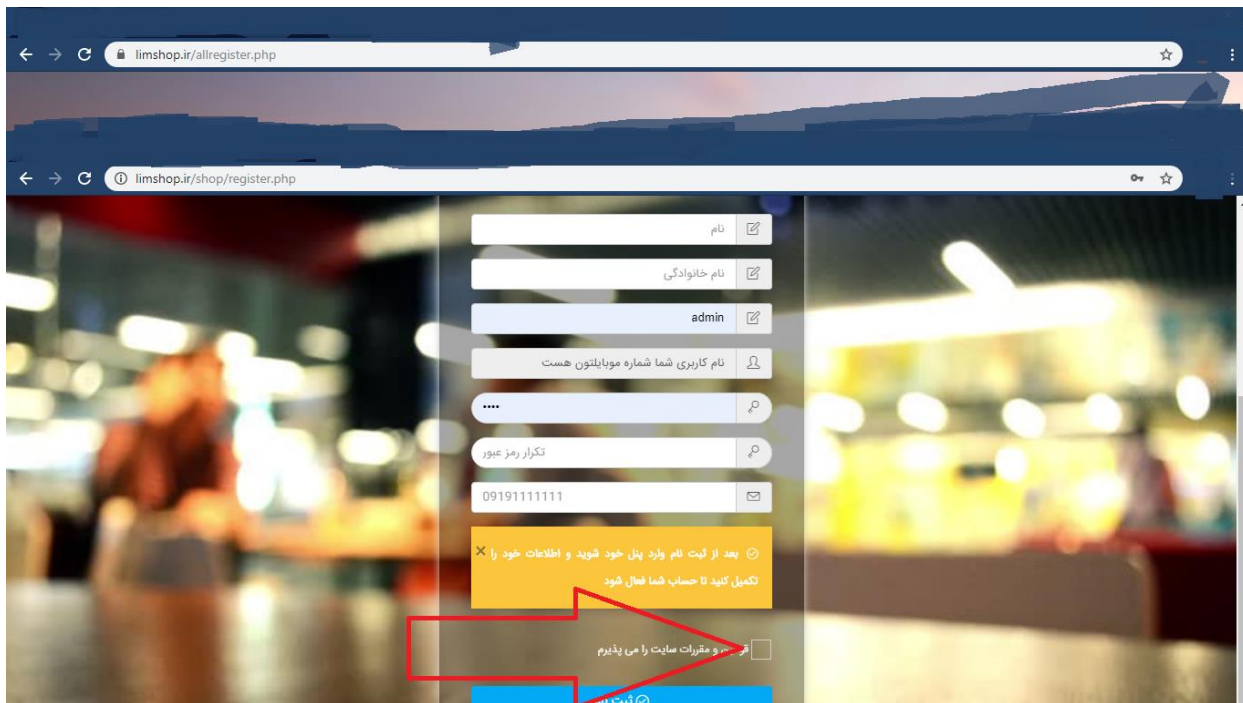 limshop.ir/allregister.php
limshop.ir/shop/register.php
نام
نام خانوادگی
admin
نام کاربری شما شماره موبایلتون هست
••••
تکرار رمز عبور
09191111111
بعد از ثبت نام وارد پنل خود شوید و اطلاعات خود را ×
تکمیل کنید تا حساب شما فعال شود
و مقررات سایت را می پذیرم
ثبت